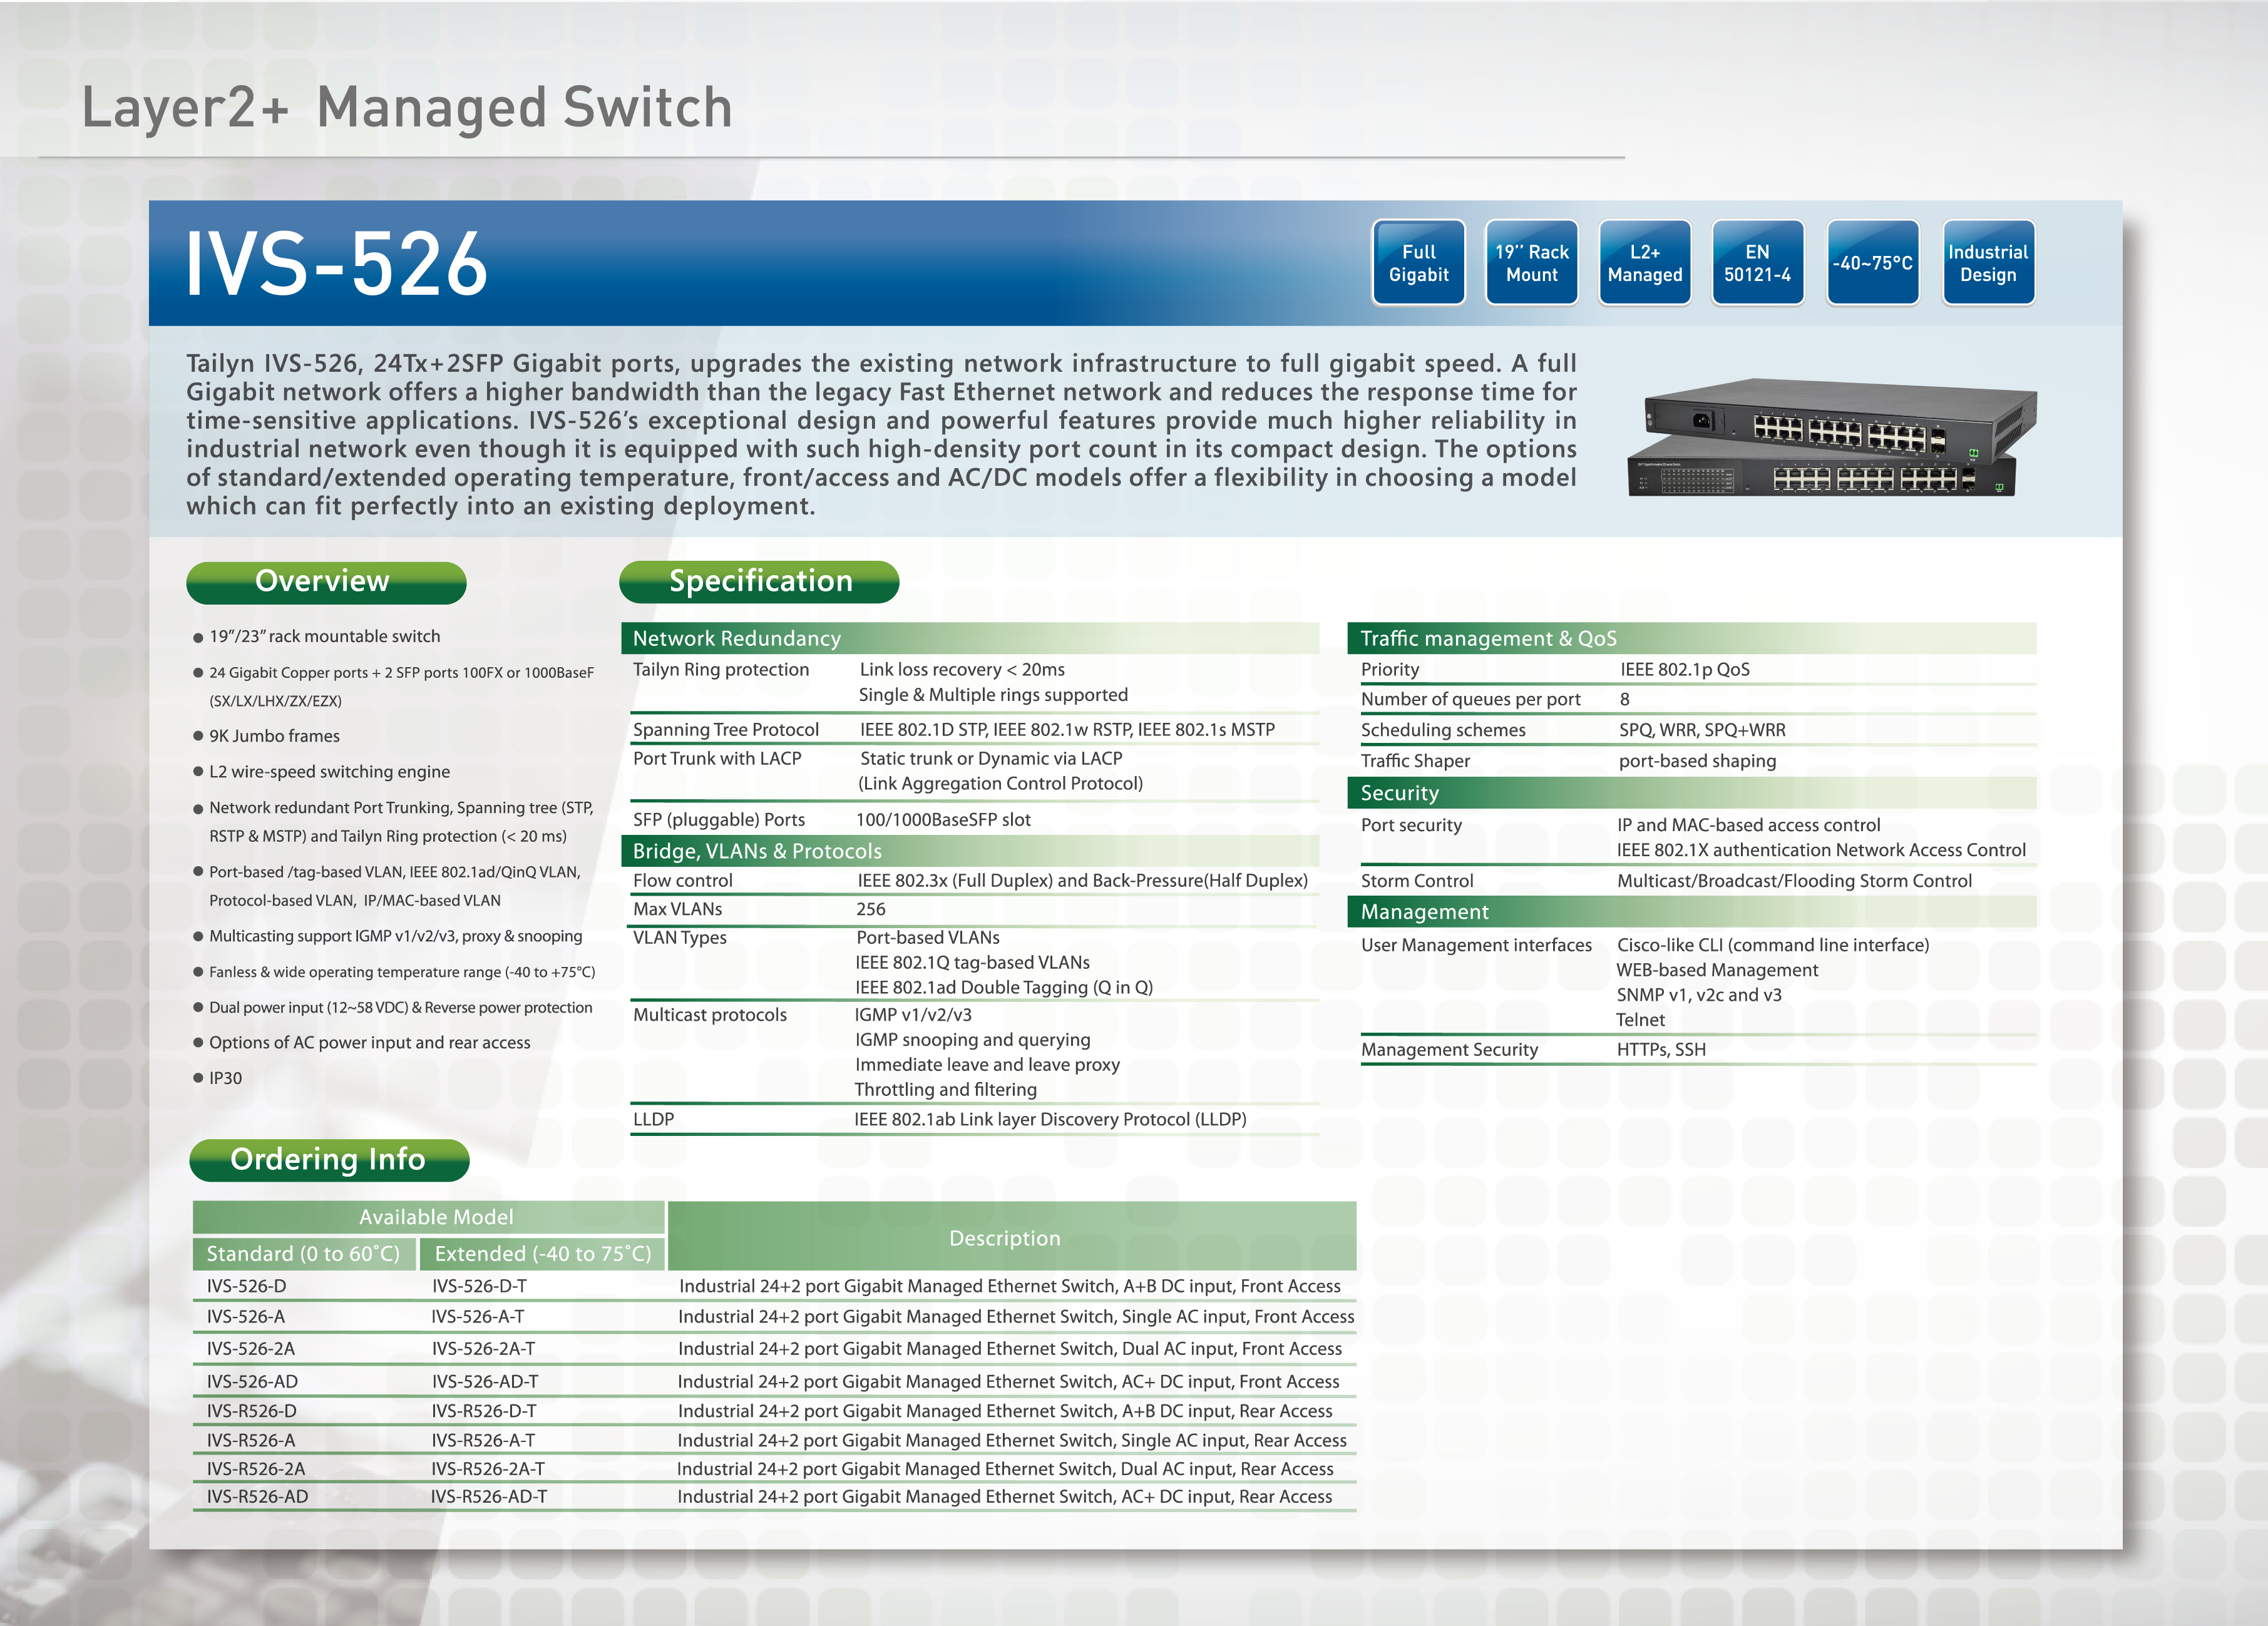 Layer2+ Managed Switch
IVS-526
Full
Gigabit
19’’ Rack
Mount
L2+
Managed
EN
50121-4
-40~75°C
Industrial
Design
Tailyn IVS-526, 24Tx+2SFP Gigabit ports, upgrades the existing network infrastructure to full gigabit speed. A full
Gigabit network offers a higher bandwidth than the legacy Fast Ethernet network and reduces the response time for
time-sensitive applications. IVS-526’s exceptional design and powerful features provide much higher reliability in
industrial network even though it is equipped with such high-density port count in its compact design. The options
of standard/extended operating temperature, front/access and AC/DC models offer a flexibility in choosing a model
which can fit perfectly into an existing deployment.
Overview
● 19”/23” rack mountable switch
● 24 Gigabit Copper ports + 2 SFP ports 100FX or 1000BaseF
(SX/LX/LHX/ZX/EZX)
● 9K Jumbo frames
● L2 wire-speed switching engine
● Network redundant Port Trunking, Spanning tree (STP,
RSTP & MSTP) and Tailyn Ring protection (< 20 ms)
● Port-based /tag-based VLAN, IEEE 802.1ad/QinQ VLAN,
Protocol-based VLAN, IP/MAC-based VLAN
● Multicasting support IGMP v1/v2/v3, proxy & snooping
● Fanless & wide operating temperature range (-40 to +75°C)
● Dual power input (12~58 VDC) & Reverse power protection
● Options of AC power input and rear access
● IP30
Specification
Network Redundancy
Tailyn Ring protection Link loss recovery < 20ms
Single & Multiple rings supported
Spanning Tree Protocol IEEE 802.1D STP, IEEE 802.1w RSTP, IEEE 802.1s MSTP
Port Trunk with LACP Static trunk or Dynamic via LACP
(Link Aggregation Control Protocol)
SFP (pluggable) Ports 100/1000BaseSFP slot
Bridge, VLANs & Protocols
Flow control IEEE 802.3x (Full Duplex) and Back-Pressure(Half Duplex)
Max VLANs 256
VLAN Types Port-based VLANs
IEEE 802.1Q tag-based VLANs
IEEE 802.1ad Double Tagging (Q in Q)
Multicast protocols IGMP v1/v2/v3
IGMP snooping and querying
Immediate leave and leave proxy
Throttling and filtering
LLDP IEEE 802.1ab Link layer Discovery Protocol (LLDP)
Traffic management & QoS
Priority IEEE 802.1p QoS
Number of queues per port 8
Scheduling schemes SPQ, WRR, SPQ+WRR
Traffic Shaper port-based shaping
Security
Port security IP and MAC-based access control
IEEE 802.1X authentication Network Access Control
Storm Control Multicast/Broadcast/Flooding Storm Control
Management
User Management interfaces Cisco-like CLI (command line interface)
WEB-based Management
SNMP v1, v2c and v3
Telnet
Management Security HTTPs, SSH
Ordering Info
Available Model Description
Standard (0 to 60˚C) Extended (-40 to 75˚C)
IVS-526-D IVS-526-D-T Industrial 24+2 port Gigabit Managed Ethernet Switch, A+B DC input, Front Access
IVS-526-A IVS-526-A-T Industrial 24+2 port Gigabit Managed Ethernet Switch, Single AC input, Front Access
IVS-526-2A IVS-526-2A-T Industrial 24+2 port Gigabit Managed Ethernet Switch, Dual AC input, Front Access
IVS-526-AD IVS-526-AD-T Industrial 24+2 port Gigabit Managed Ethernet Switch, AC+ DC input, Front Access
IVS-R526-D IVS-R526-D-T Industrial 24+2 port Gigabit Managed Ethernet Switch, A+B DC input, Rear Access
IVS-R526-A IVS-R526-A-T Industrial 24+2 port Gigabit Managed Ethernet Switch, Single AC input, Rear Access
IVS-R526-2A IVS-R526-2A-T Industrial 24+2 port Gigabit Managed Ethernet Switch, Dual AC input, Rear Access
IVS-R526-AD IVS-R526-AD-T Industrial 24+2 port Gigabit Managed Ethernet Switch, AC+ DC input, Rear Access